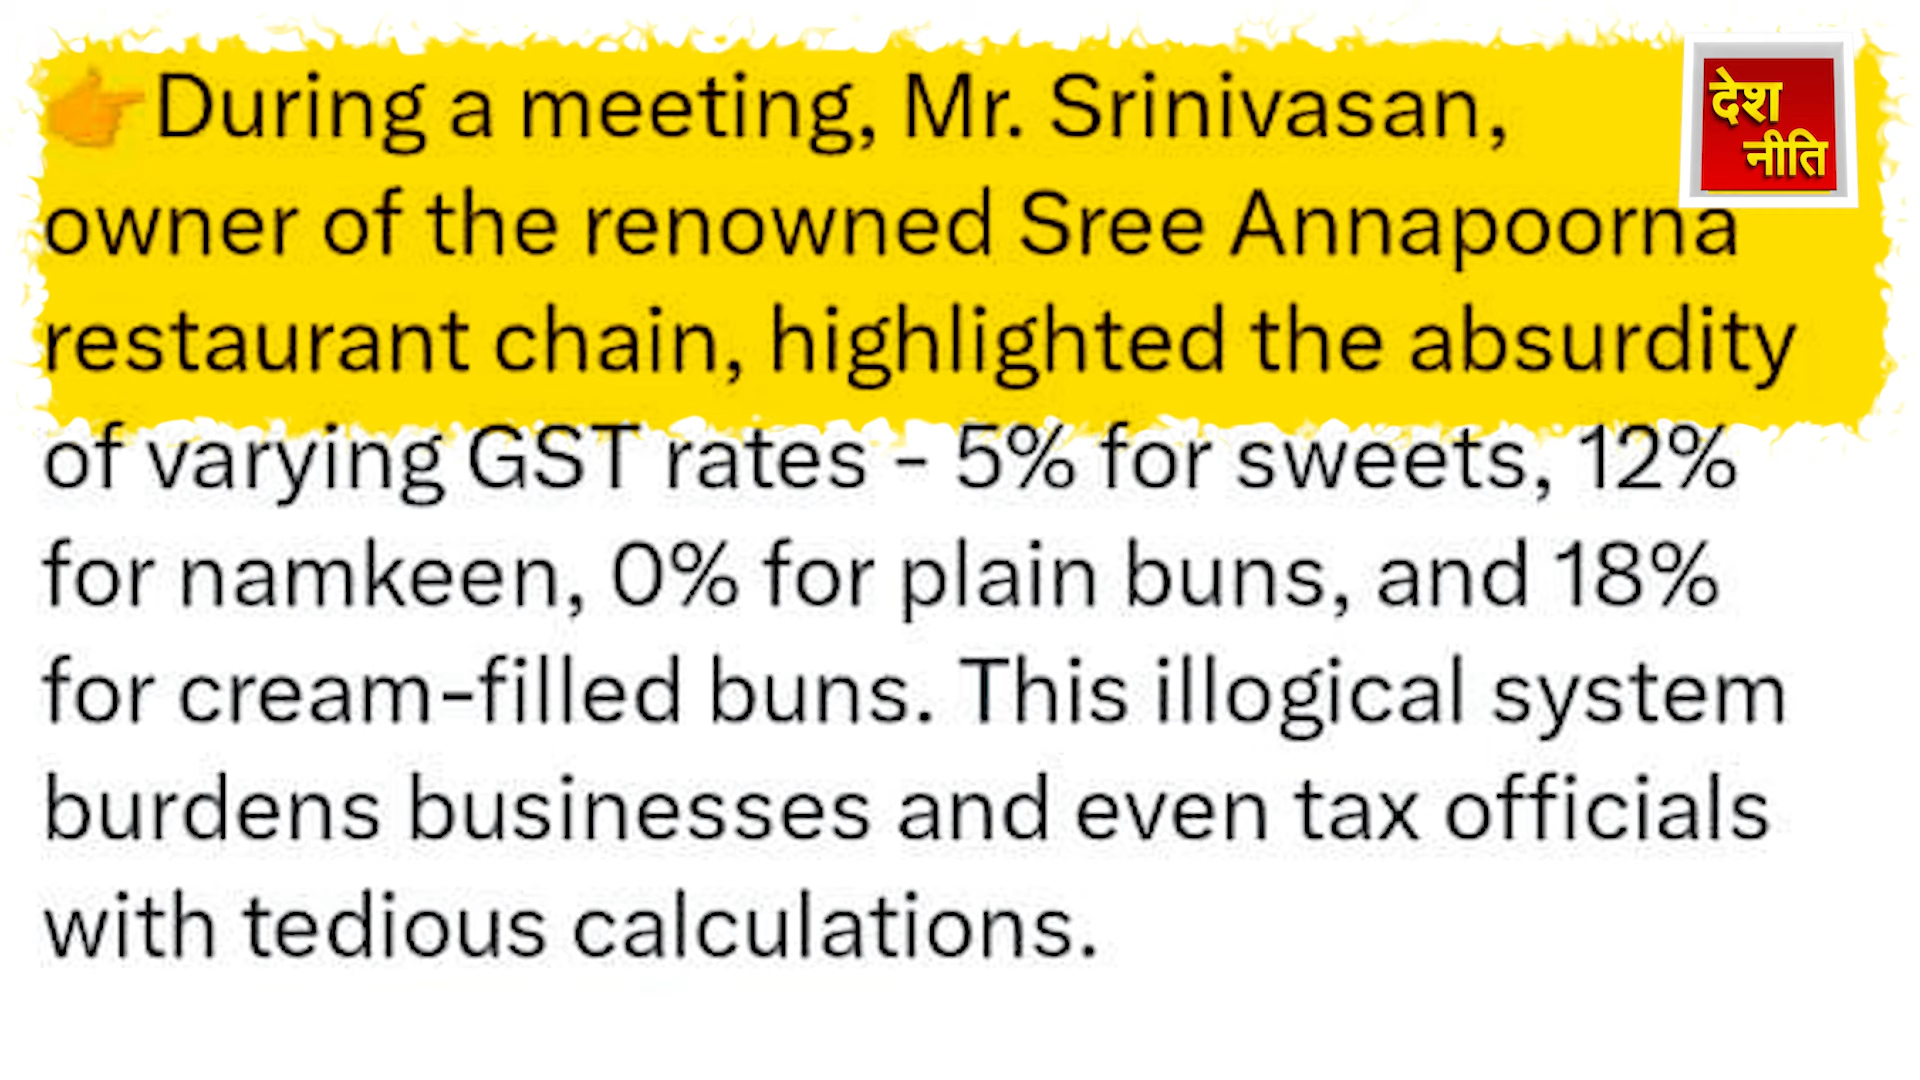 👉During a meeting, Mr. Srinivasan,
owner of the renowned Sree Annapoorna
restaurant chain, highlighted the absurdity
of varying GST rates - 5% for sweets, 12%
for namkeen, 0% for plain buns, and 18%
for cream-filled buns. This illogical system
burdens businesses and even tax officials
with tedious calculations.
देश
नीति